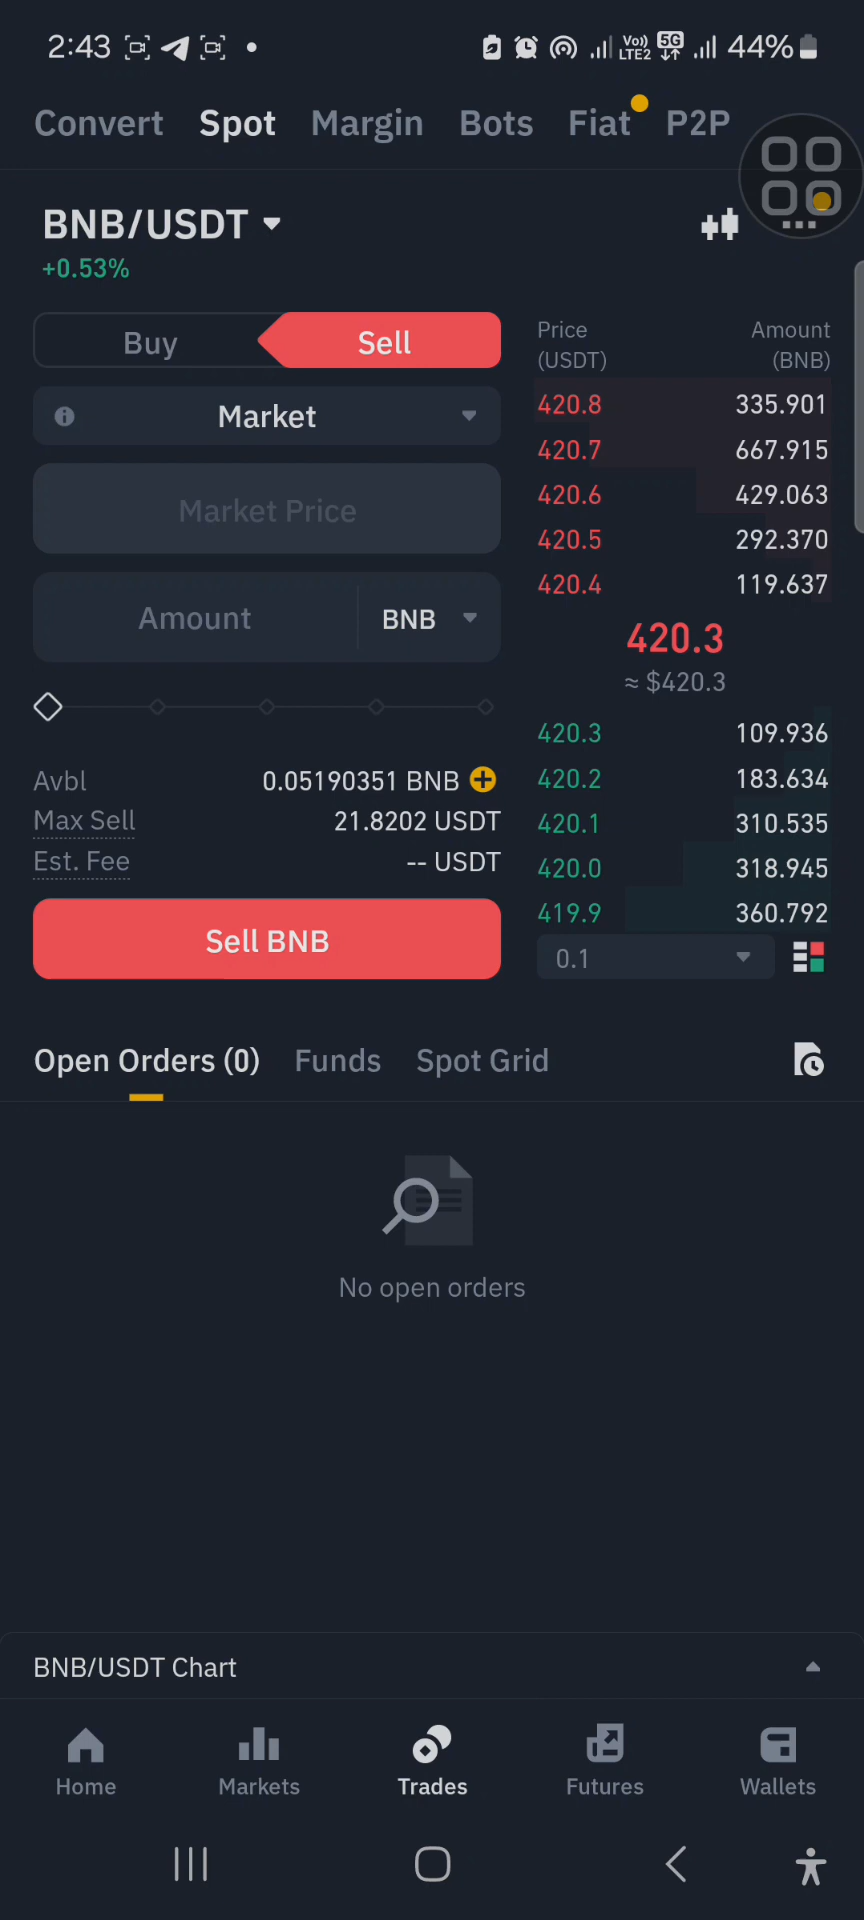 2:43 Vo)) LTE2 5G 44%
Convert Spot Margin Bots Fiat P2P
BNB/USDT
+0.53%
Buy Sell
Market
Market Price
Amount BNB
Avbl 0.05190351 BNB
Max Sell 21.8202 USDT
Est. Fee -- USDT
Sell BNB
Price Amount
(USDT) (BNB)
420.8 335.901
420.7 667.915
420.6 429.063
420.5 292.370
420.4 119.637
420.3
≈ $420.3
420.3 109.936
420.2 183.634
420.1 310.535
420.0 318.945
419.9 360.792
0.1
Open Orders (0) Funds Spot Grid
No open orders
BNB/USDT Chart
Home Markets Trades Futures Wallets